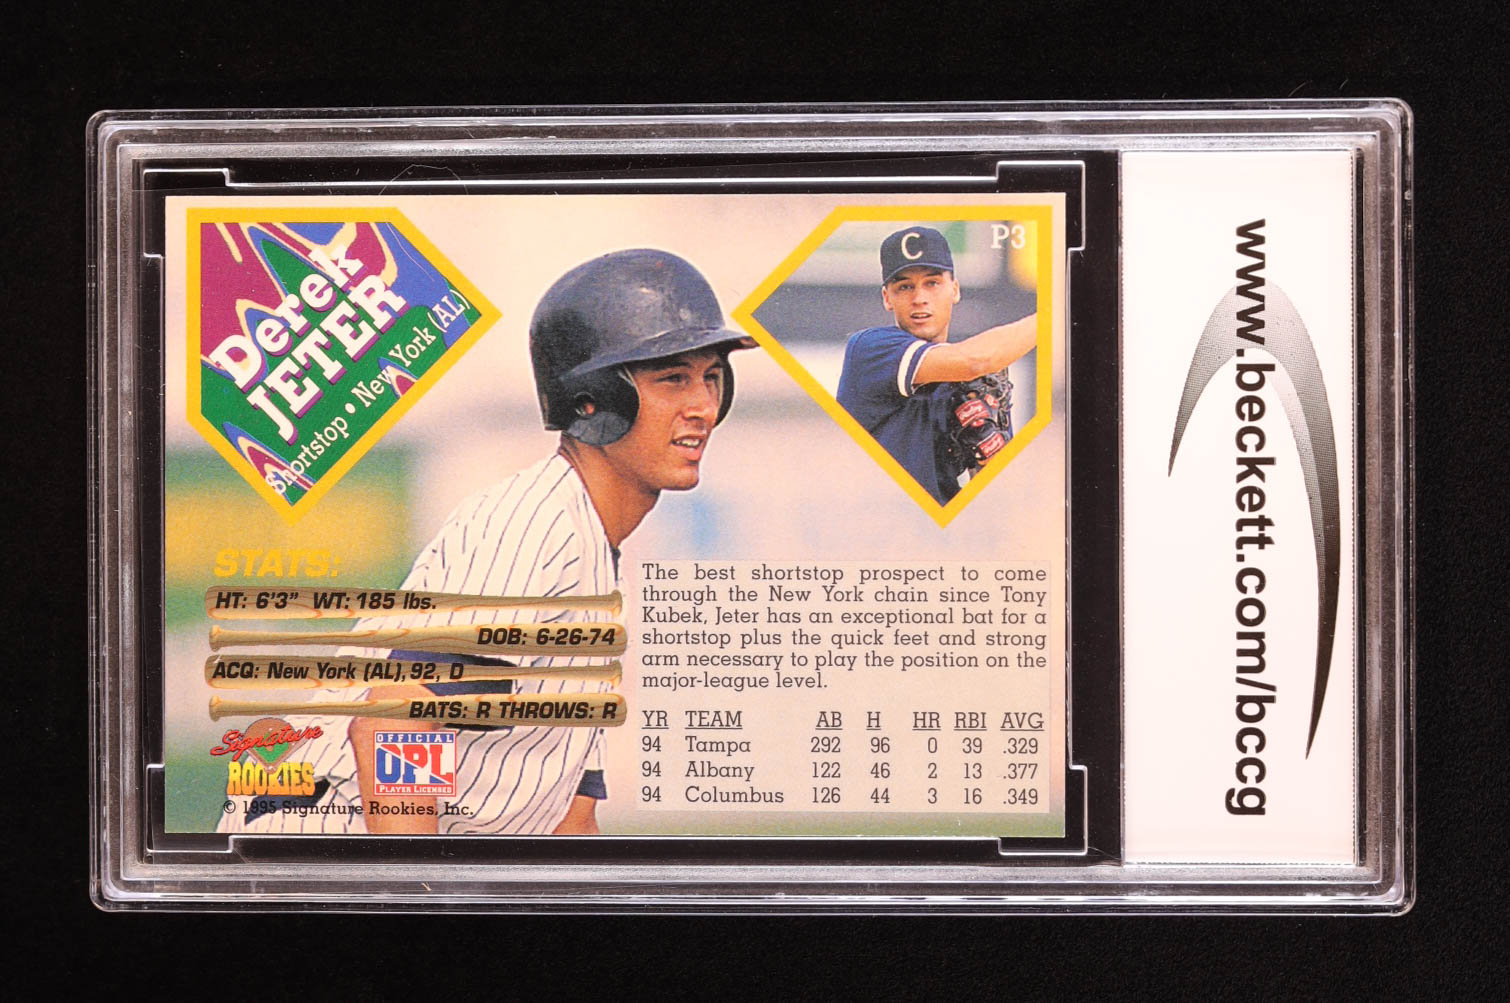 Derek
JETER
Shortstop • New York (AL)
P3
C
STATS:
HT: 6'3" WT: 185 lbs.
DOB: 6-26-74
ACQ: New York (AL), 92, D
BATS: R THROWS: R
Signature
ROOKIES
OFFICIAL
OPL
PLAYER LICENSED
© 1995 Signature Rookies, Inc.
The best shortstop prospect to come
through the New York chain since Tony
Kubek, Jeter has an exceptional bat for a
shortstop plus the quick feet and strong
arm necessary to play the position on the
major-league level.
YR TEAM AB H HR RBI AVG
94 Tampa 292 96 0 39 .329
94 Albany 122 46 2 13 .377
94 Columbus 126 44 3 16 .349
www.beckett.com/bccg